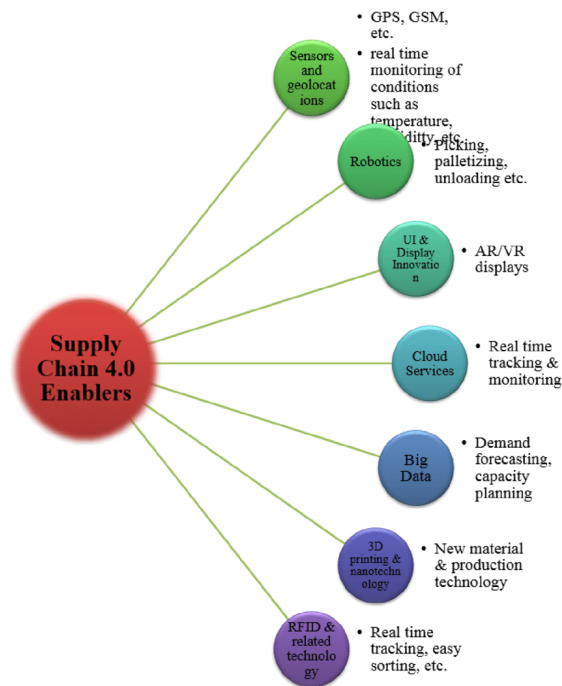 Supply
Chain 4.0
Enablers
Sensors
and
geolocat
ions
• GPS, GSM,
etc.
• real time
monitoring of
conditions
such as
temperature,
etc
Robotics
• Picking,
palletizing,
unloading etc.
UI &
Display
Innovatio
n
• AR/VR
displays
Cloud
Services
• Real time
tracking &
monitoring
Big
Data
• Demand
forecasting,
capacity
planning
3D
printing &
nanotechn
ology
• New material
& production
technology
RFID &
related
technolo
gy
• Real time
tracking, easy
sorting, etc.